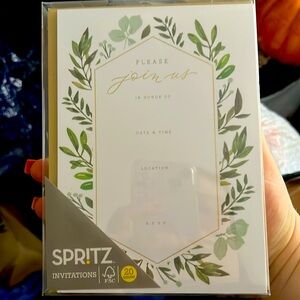 PLEASE
join us
IN HONOR OF
DATE & TIME
LOCATION
RSVP
SPRITZ
INVITATIONS
FSC
20